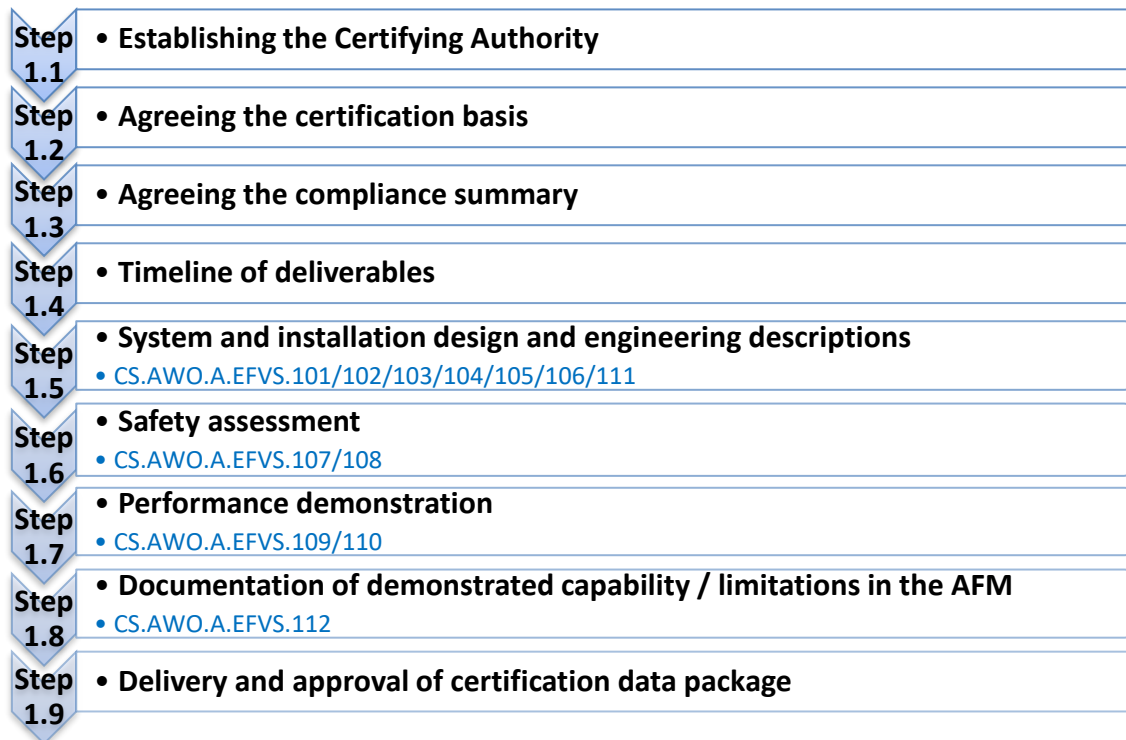 Step 1.1
• Establishing the Certifying Authority
Step 1.2
• Agreeing the certification basis
Step 1.3
• Agreeing the compliance summary
Step 1.4
• Timeline of deliverables
Step 1.5
• System and installation design and engineering descriptions
• CS.AWO.A.EFVS.101/102/103/104/105/106/111
Step 1.6
• Safety assessment
• CS.AWO.A.EFVS.107/108
Step 1.7
• Performance demonstration
• CS.AWO.A.EFVS.109/110
Step 1.8
• Documentation of demonstrated capability / limitations in the AFM
• CS.AWO.A.EFVS.112
Step 1.9
• Delivery and approval of certification data package